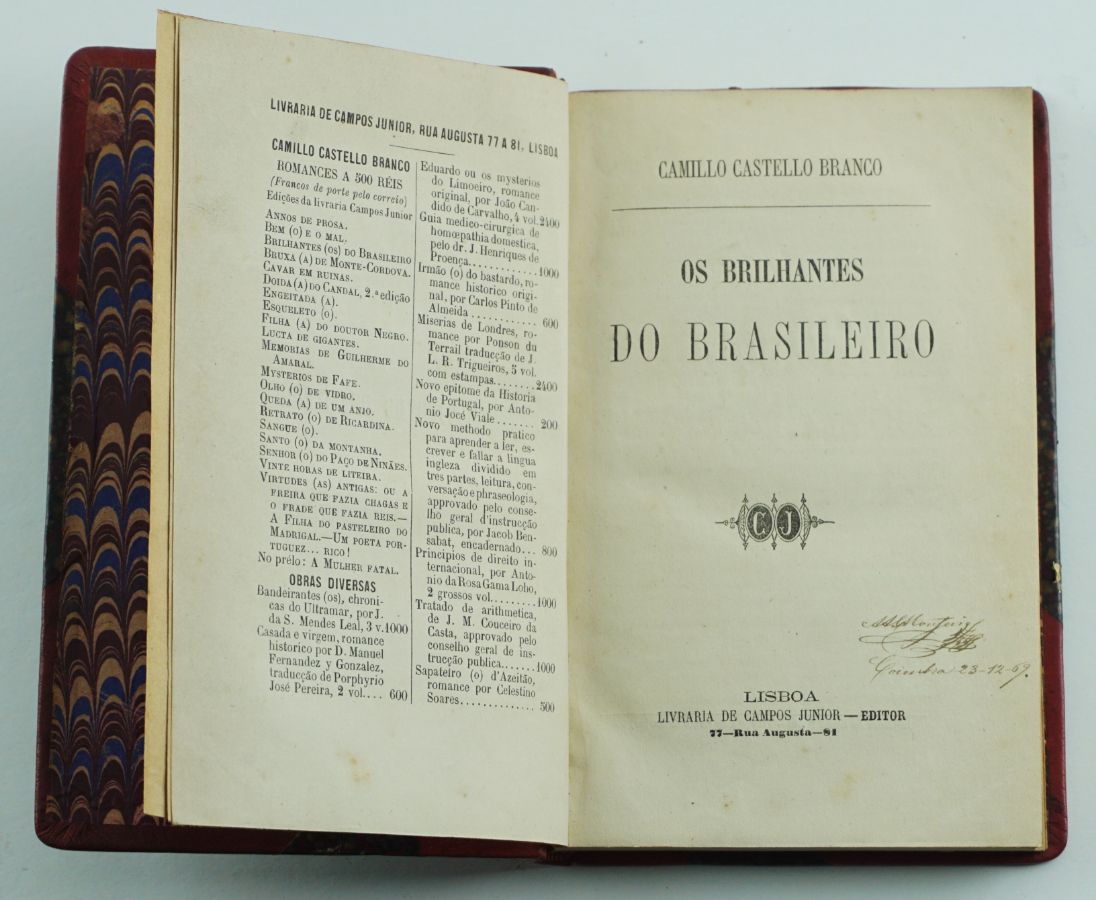 LIVRARIA DE CAMPOS JUNIOR, RUA AUGUSTA 77 A 81, LISBOA
CAMILLO CASTELLO BRANCO
ROMANCES A 500 RÉIS
(Francos de porte pelo correio)
Edições da livraria Campos Junior
ANNOS DE PROSA.
BEM (O) E O MAL.
BRILHANTES (OS) DO BRASILEIRO
BRUXA (A) DE MONTE-CORDOVA.
CAVAR EM RUINAS.
DOIDA (A) DO CANDAL, 2.ª edição
ENGEITADA (A).
ESQUELETO (O).
FILHA (A) DO DOUTOR NEGRO.
LUCTA DE GIGANTES.
MEMORIAS DE GUILHERME DO
AMARAL.
MYSTERIOS DE FAFE.
OLHO (O) DE VIDRO.
QUEDA (A) DE UM ANJO.
RETRATO (O) DE RICARDINA.
SANGUE (O).
SANTO (O) DA MONTANHA.
SENHOR (O) DO PAÇO DE NINÃES.
VINTE HORAS DE LITEIRA.
VIRTUDES (AS) ANTIGAS: OU A
FREIRA QUE FAZIA CHAGAS E
O FRADE QUE FAZIA REIS.—
A FILHA DO PASTELEIRO DO
MADRIGAL.—UM POETA POR-
TUGUEZ... RICO!
No prélo: A MULHER FATAL.
OBRAS DIVERSAS
Bandeirantes (os), chroni-
cas do Ultramar, por J.
da S. Mendes Leal, 3 v. 1000
Casada e virgem, romance
historico por D. Manuel
Fernandez y Gonzalez,
traducção de Porphyrio
José Pereira, 2 vol.... 600
Eduardo ou os mysterios
do Limoeiro, romance
original, por João Can-
dido de Carvalho, 4 vol. 2400
Guia medico-cirurgica de
homœpathia domestica,
pelo dr. J. Henriques de
Proença............ 1000
Irmão (o) do bastardo, ro-
mance historico origi-
nal, por Carlos Pinto de
Almeida ............ 600
Miserias de Londres, ro-
mance por Ponson du
Terrail traducção de J.
L. R. Trigueiros, 5 vol.
com estampas........ 2400
Novo epitome da Historia
de Portugal, por Anto-
nio Jocé Viale ....... 200
Novo methodo pratico
para aprender a ler, es-
crever e fallar a lingua
ingleza dividido em
tres partes, leitura, con-
versação e phraseologia,
approvado pelo conse-
lho geral d'instrucção
publica, por Jacob Ben-
sabat, encadernado... 800
Principios de direito in-
ternacional, por Anto-
nio da Rosa Gama Lobo,
2 grossos vol......... 1000
Tratado de arithmetica,
de J. M. Couceiro da
Casta, approvado pelo
conselho geral de ins-
trucção publica...... 1000
Sapateiro (o) d'Azeitão,
romance por Celestino
Soares.............. 500
CAMILLO CASTELLO BRANCO
OS BRILHANTES
DO BRASILEIRO
CJ
Coimbra 23-12-69.
LISBOA
LIVRARIA DE CAMPOS JUNIOR — EDITOR
77—Rua Augusta—81